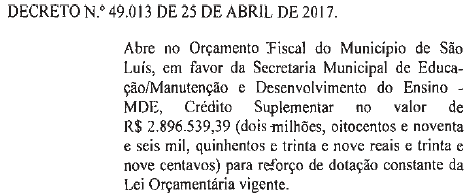 DECRETO N.º 49.013 DE 25 DE ABRIL DE 2017.
Abre no Orçamento Fiscal do Município de São
Luís, em favor da Secretaria Municipal de Educa-
ção/Manutenção e Desenvolvimento do Ensino -
MDE, Crédito Suplementar no valor de
R$ 2.896.539,39 (dois milhões, oitocentos e noventa
e seis mil, quinhentos e trinta e nove reais e trinta e
nove centavos) para reforço de dotação constante da
Lei Orçamentária vigente.